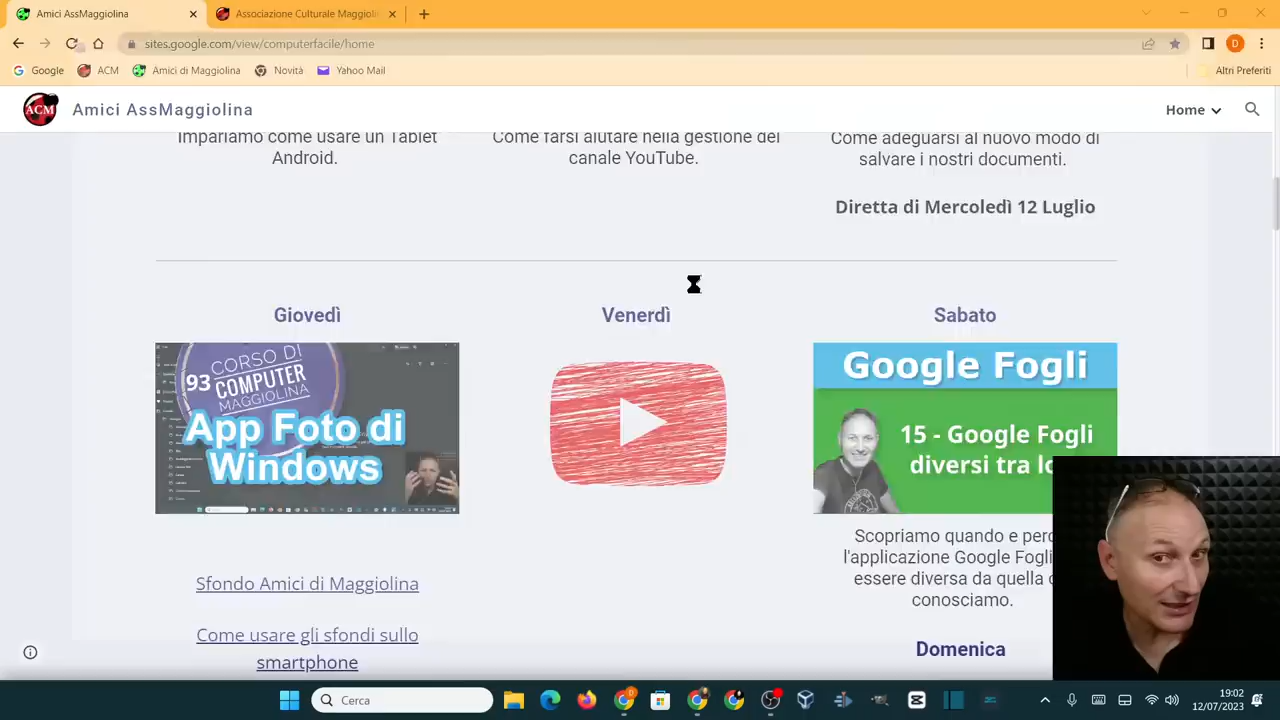 Amici AssMaggiolina
Associazione Culturale Maggioli
sites.google.com/view/computerfacile/home
Google
ACM
Amici di Maggiolina
Novità
Yahoo Mail
Altri Preferiti
ACM
Amici AssMaggiolina
Home
Impariamo come usare un Tablet
Android.
Come farsi aiutare nella gestione del
canale YouTube.
Come adeguarsi al nuovo modo di
salvare i nostri documenti.
Diretta di Mercoledì 12 Luglio
Giovedì
Venerdì
Sabato
CORSO DI
93 COMPUTER
MAGGIOLINA
App Foto di
Windows
Google Fogli
15 - Google Fogli
diversi tra lo
Scopriamo quando e per
l'applicazione Google Fogli
essere diversa da quella
conosciamo.
Sfondo Amici di Maggiolina
Come usare gli sfondi sullo
smartphone
Domenica
Cerca
19:02
12/07/2023